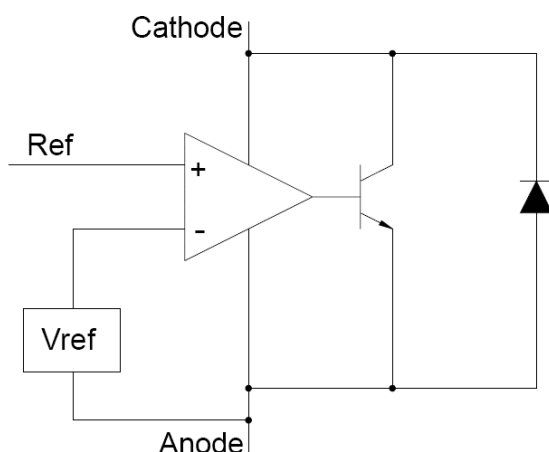 Cathode
Ref
+
-
Vref
Anode